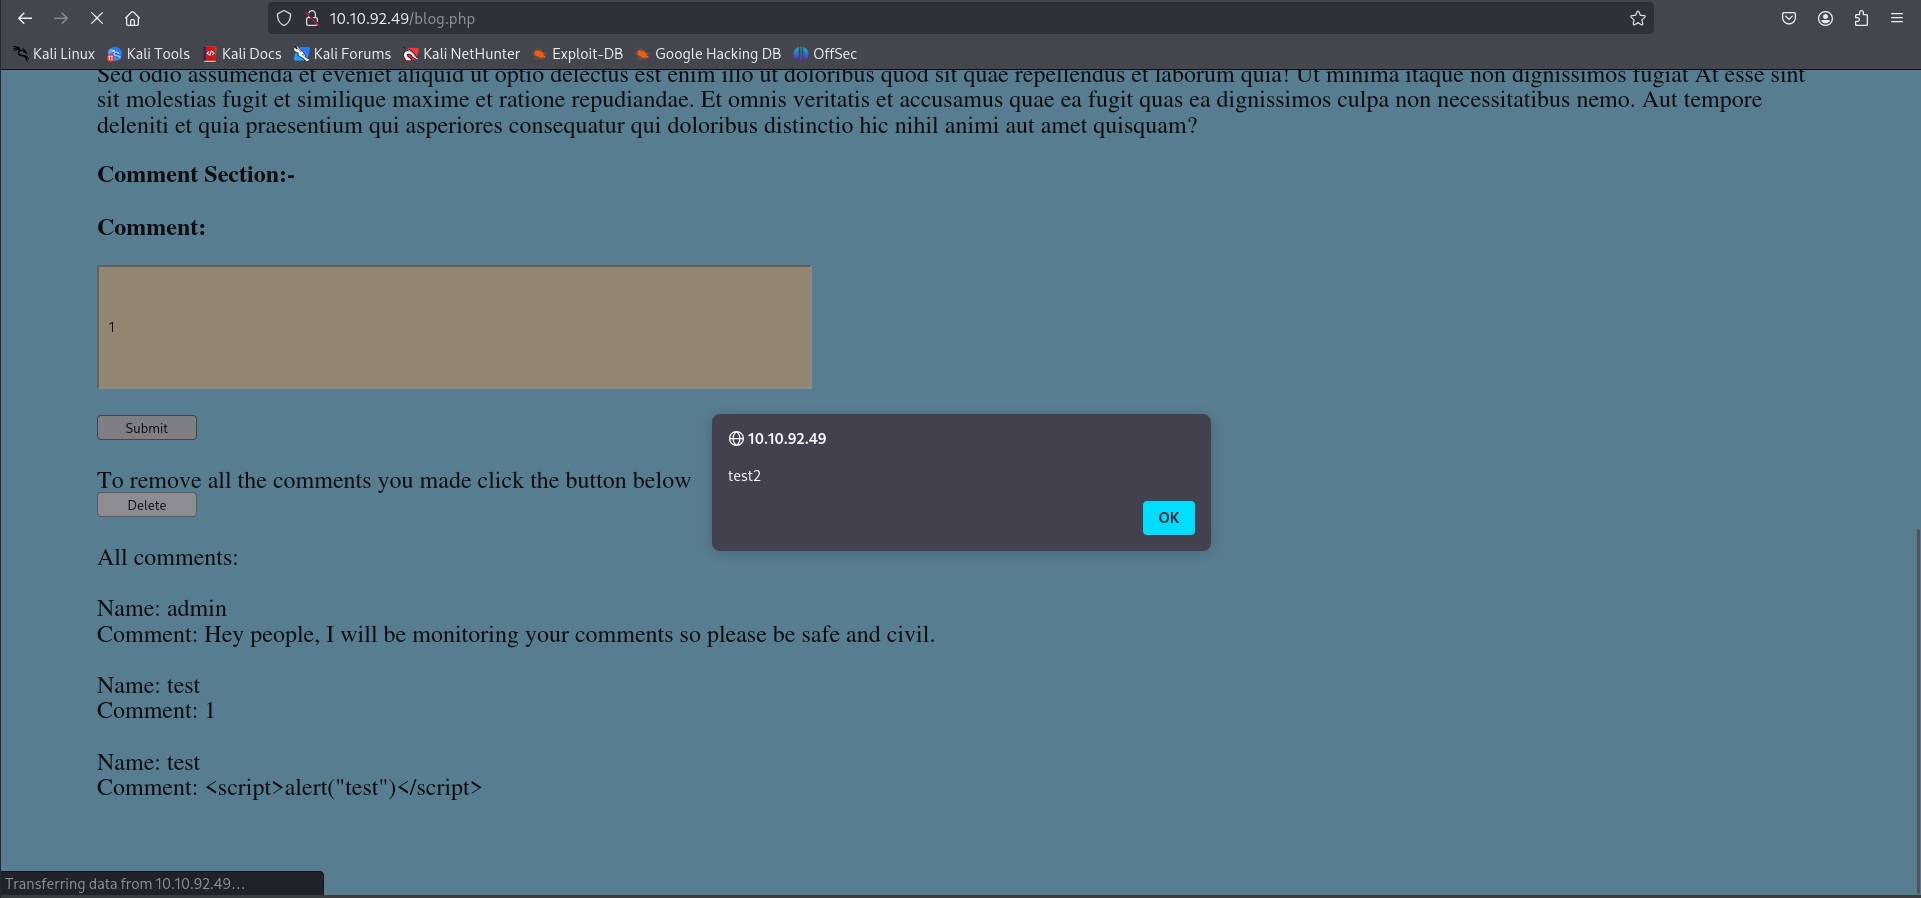 10.10.92.49/blog.php
Kali Linux Kali Tools Kali Docs Kali Forums Kali NetHunter Exploit-DB Google Hacking DB OffSec
Sed odio assumenda et eveniet aliquid ut optio delectus est enim illo ut doloribus quod sit quae repellendus et laborum quia! Ut minima itaque non dignissimos fugiat At esse sint
sit molestias fugit et similique maxime et ratione repudiandae. Et omnis veritatis et accusamus quae ea fugit quas ea dignissimos culpa non necessitatibus nemo. Aut tempore
deleniti et quia praesentium qui asperiores consequatur qui doloribus distinctio hic nihil animi aut amet quisquam?
Comment Section:-
Comment:
1
Submit
10.10.92.49
test2
OK
To remove all the comments you made click the button below
Delete
All comments:
Name: admin
Comment: Hey people, I will be monitoring your comments so please be safe and civil.
Name: test
Comment: 1
Name: test
Comment: <script>alert("test")</script>
Transferring data from 10.10.92.49…